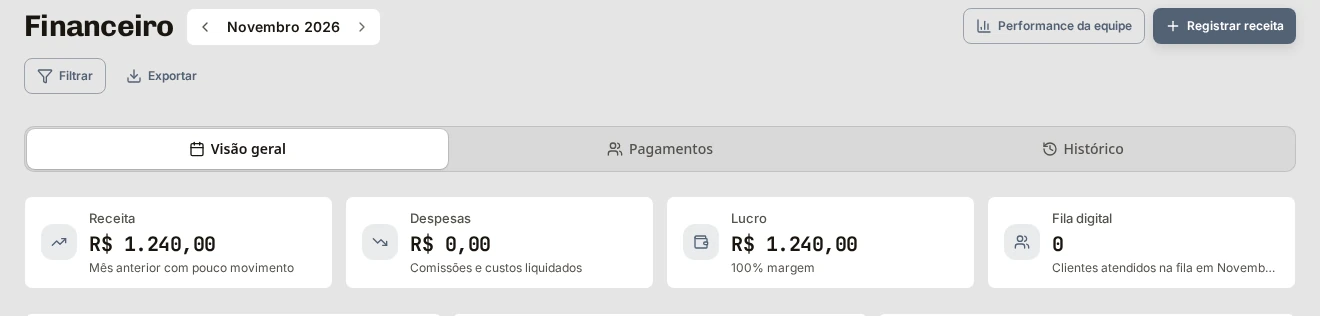 Financeiro
Novembro 2026
Performance da equipe
Registrar receita
Filtrar
Exportar
Visão geral
Pagamentos
Histórico
Receita
R$ 1.240,00
Mês anterior com pouco movimento
Despesas
R$ 0,00
Comissões e custos liquidados
Lucro
R$ 1.240,00
100% margem
Fila digital
0
Clientes atendidos na fila em Novemb...